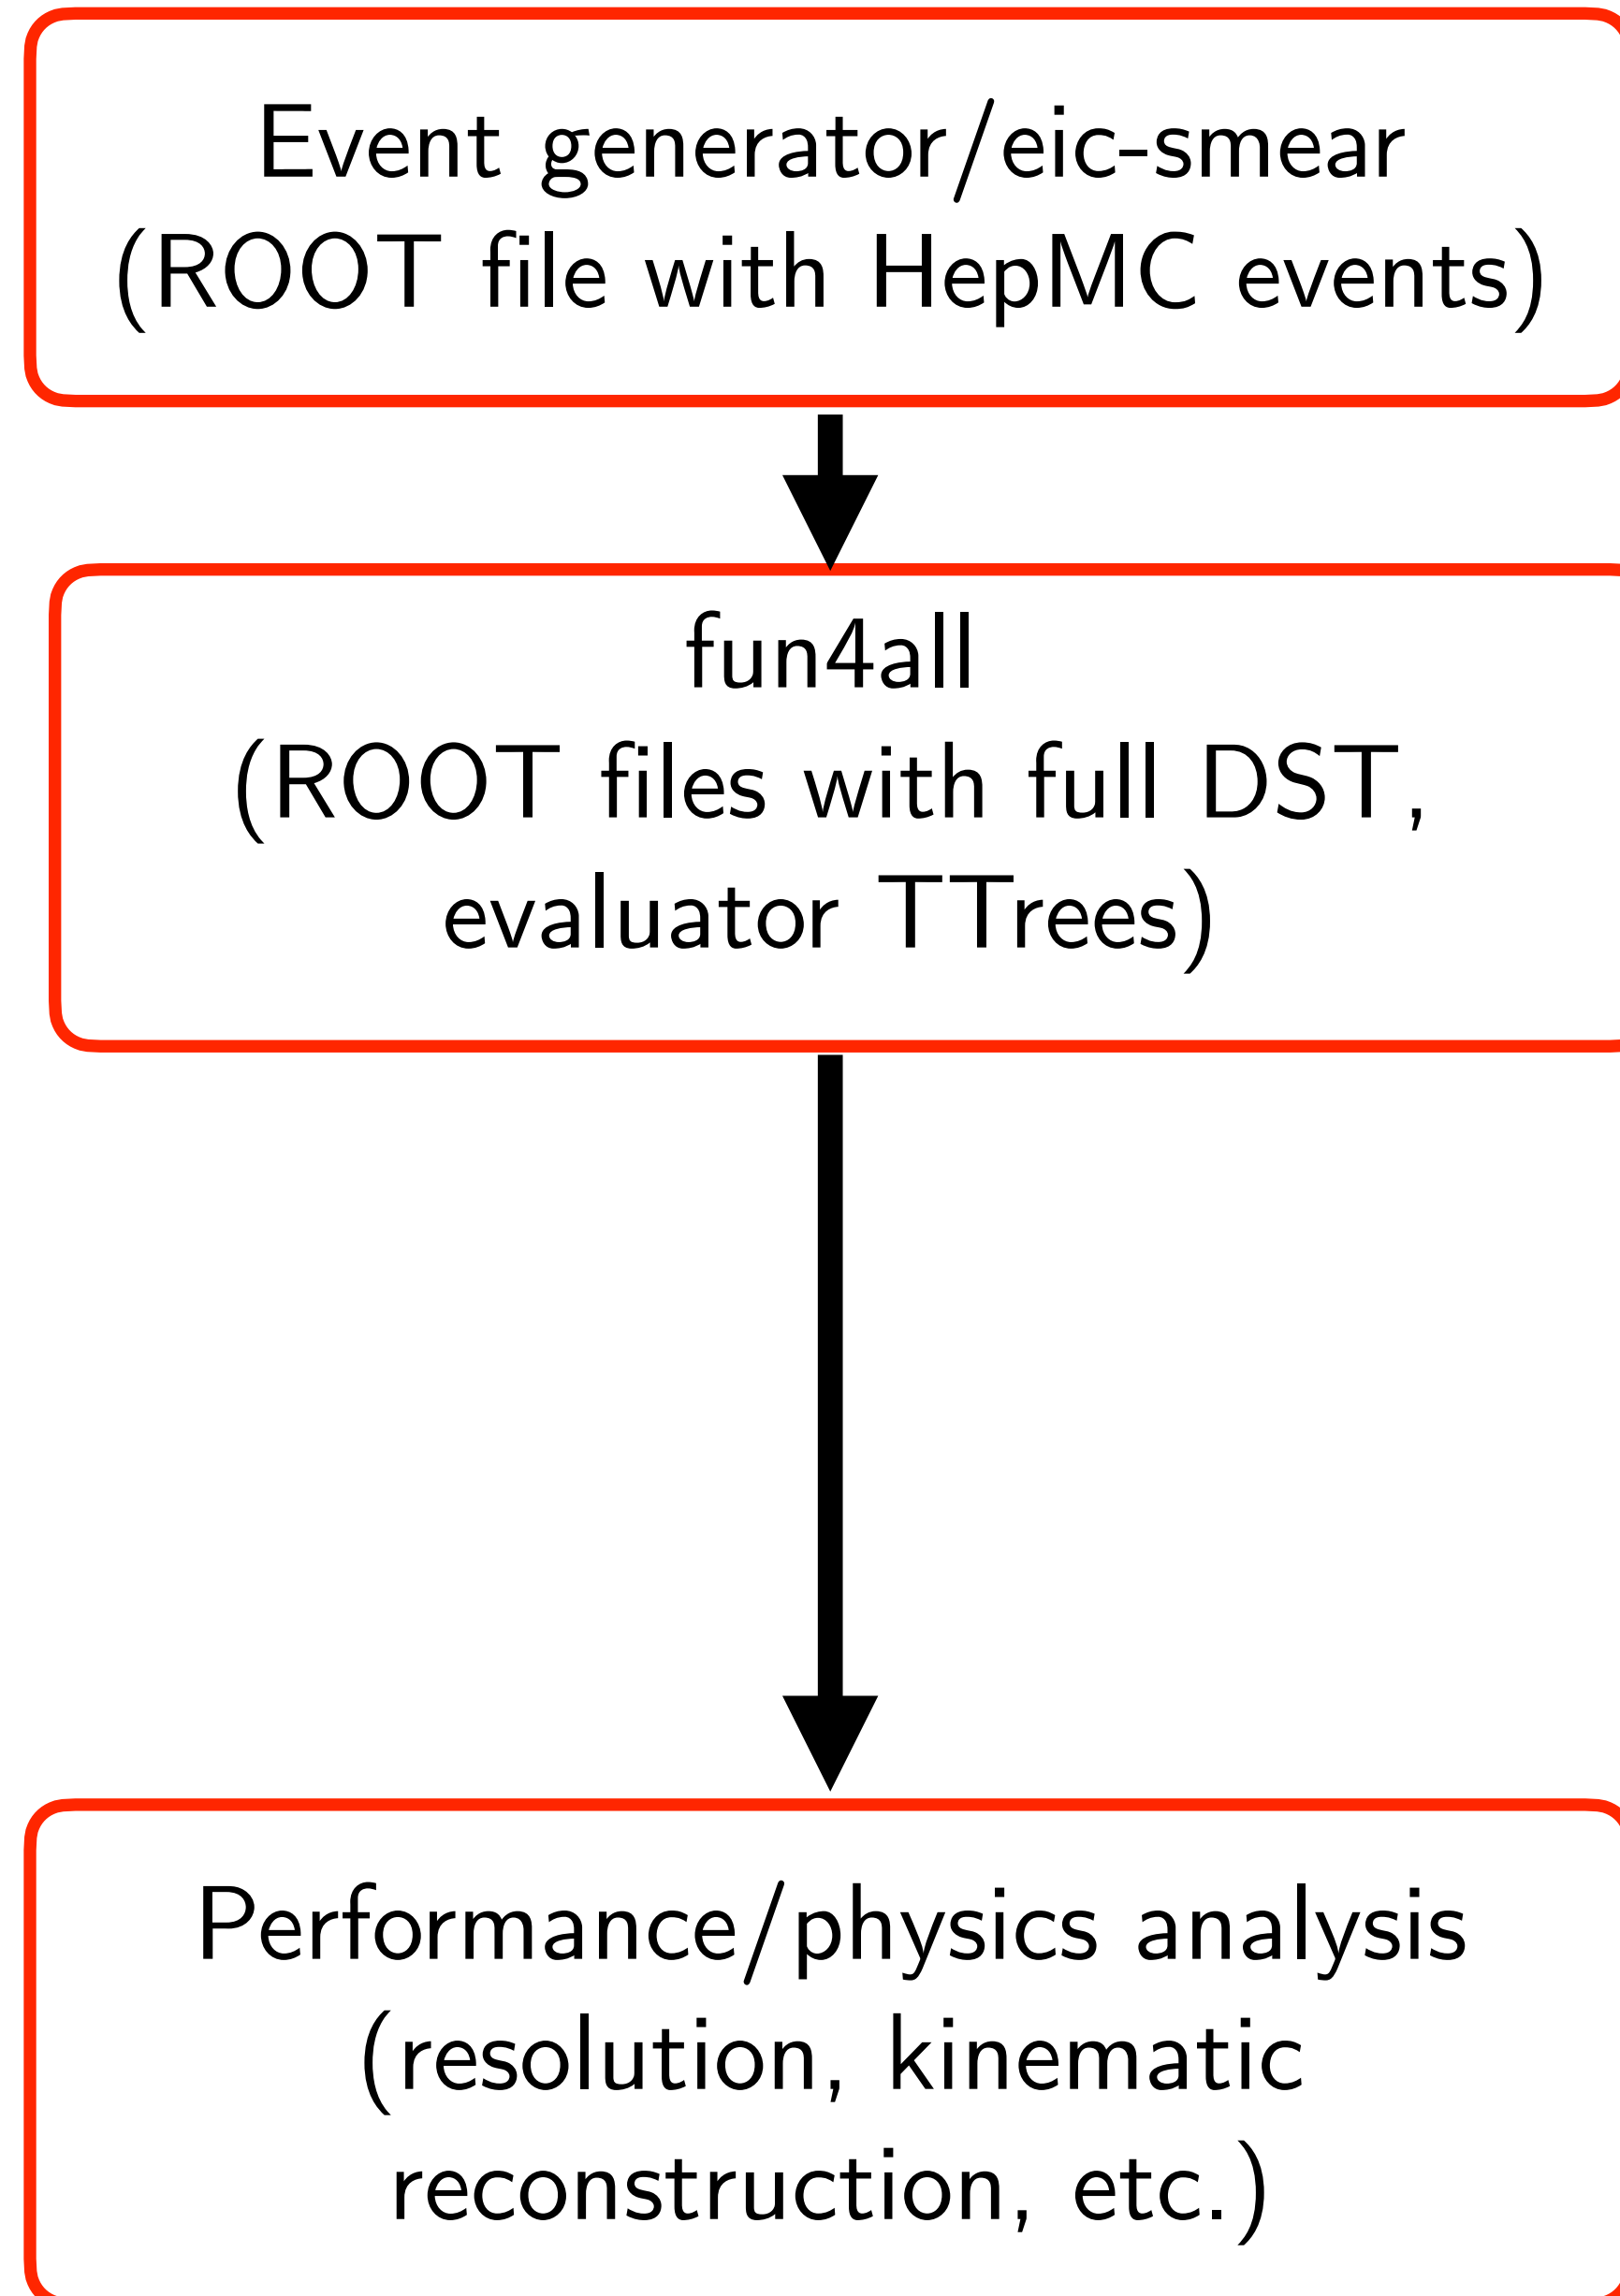 Event generator/eic-smear
(ROOT file with HepMC events)
fun4all
(ROOT files with full DST,
evaluator TTrees)
Performance/physics analysis
(resolution, kinematic
reconstruction, etc.)